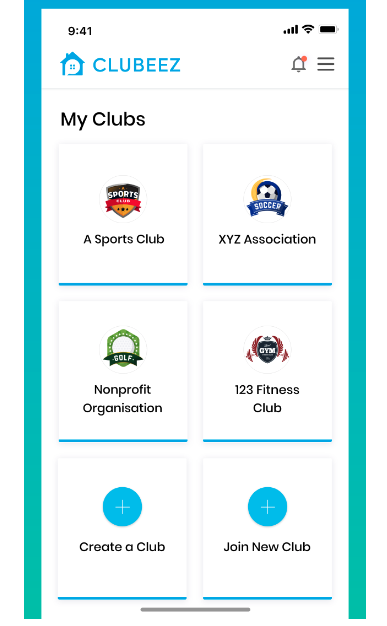 9:41
CLUBEEZ
My Clubs
SPORTS
CLUB
A Sports Club
SOCCER
XYZ Association
GOLF
Nonprofit
Organisation
GYM
123 Fitness
Club
Create a Club
Join New Club